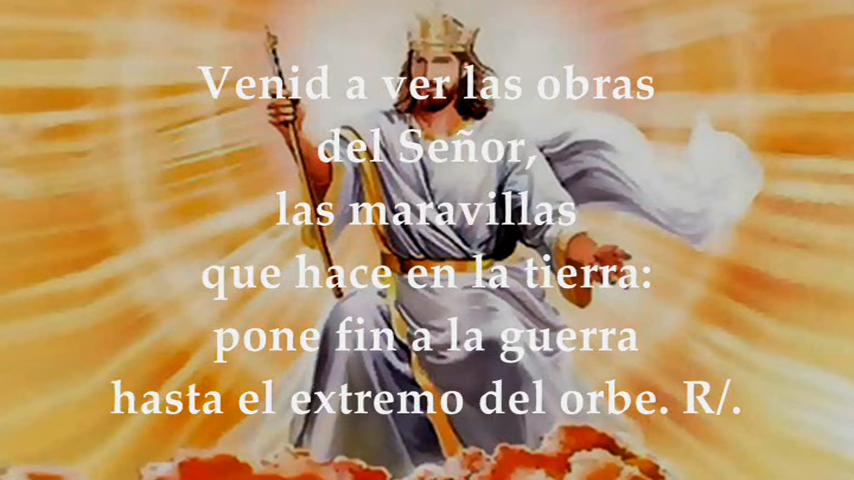 Venid a ver las obras
del Señor,
las maravillas
que hace en la tierra:
pone fin a la guerra
hasta el extremo del orbe. R/.